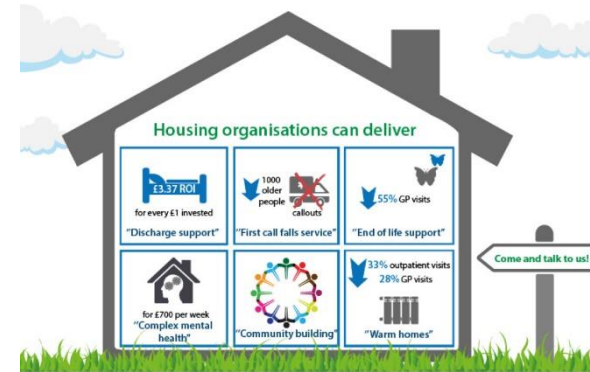 Housing organisations can deliver
£3.37 ROI
for every £1 invested
"Discharge support"
1000
older
people
callouts
"First call falls service"
55% GP visits
"End of life support"
Come and talk to us!
for £700 per week
"Complex mental
health"
"Community building"
33% outpatient visits
28% GP visits
"Warm homes"